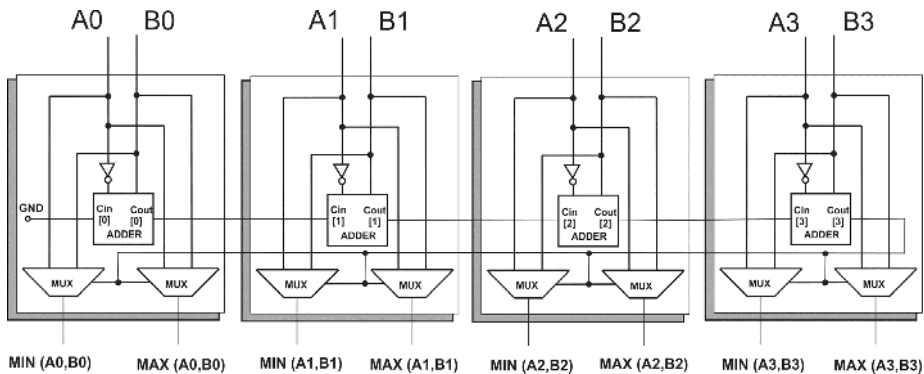 A0 B0 A1 B1 A2 B2 A3 B3
GND
Cin Cout Cin Cout Cin Cout Cin Cout
[0] [0] [1] [1] [2] [2] [3] [3]
ADDER ADDER ADDER ADDER
MUX MUX MUX MUX MUX MUX MUX MUX
MIN (A0,B0) MAX (A0,B0) MIN (A1,B1) MAX (A1,B1) MIN (A2,B2) MAX (A2,B2) MIN (A3,B3) MAX (A3,B3)